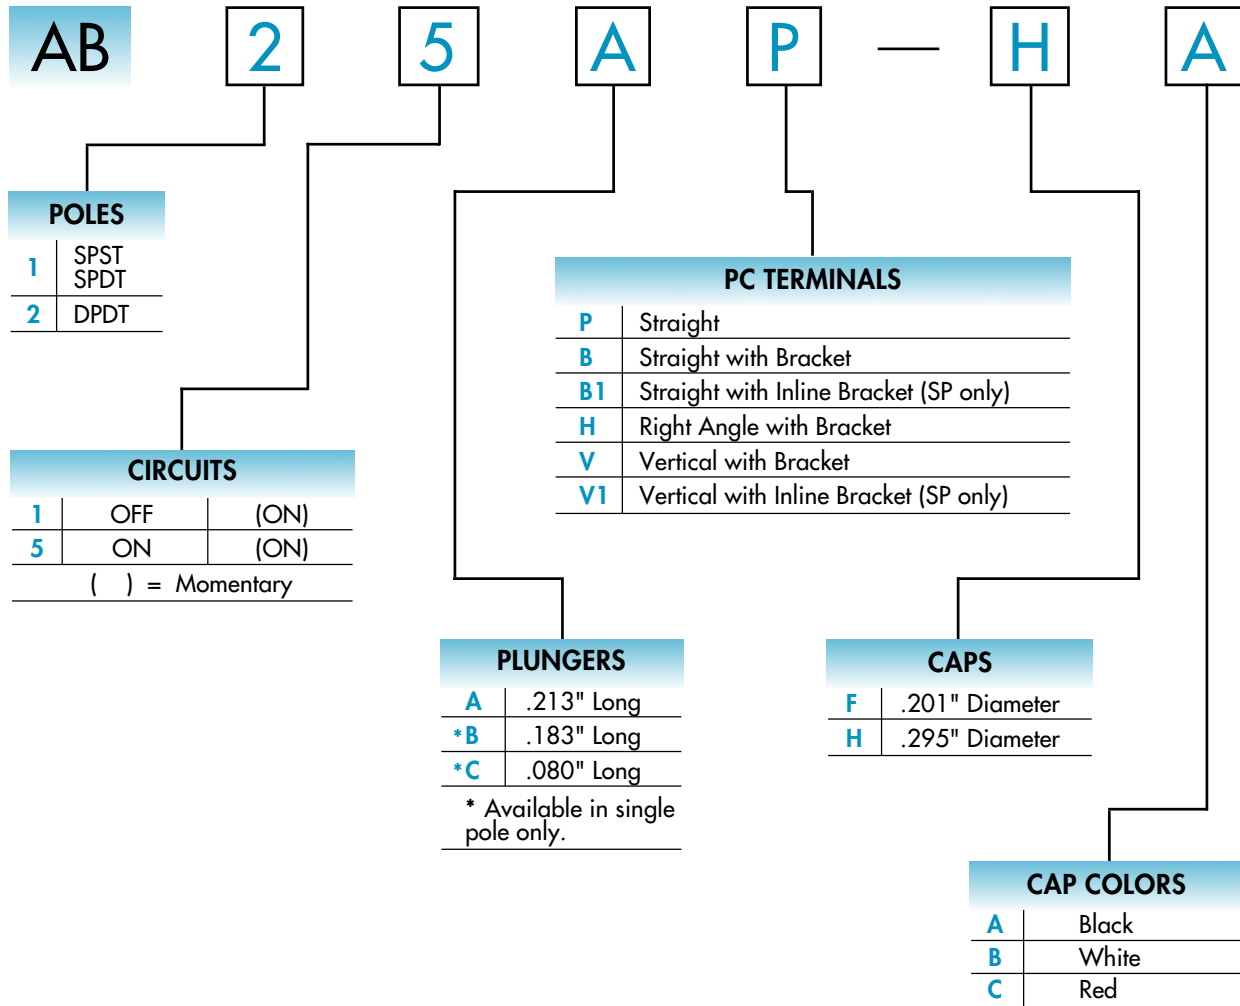 AB 2 5 A P — H A
POLES
1 SPST
SPDT
2 DPDT
PC TERMINALS
P Straight
B Straight with Bracket
B1 Straight with Inline Bracket (SP only)
H Right Angle with Bracket
V Vertical with Bracket
V1 Vertical with Inline Bracket (SP only)
CIRCUITS
1 OFF (ON)
5 ON (ON)
( ) = Momentary
PLUNGERS
A .213" Long
*B .183" Long
*C .080" Long
* Available in single
pole only.
CAPS
F .201" Diameter
H .295" Diameter
CAP COLORS
A Black
B White
C Red